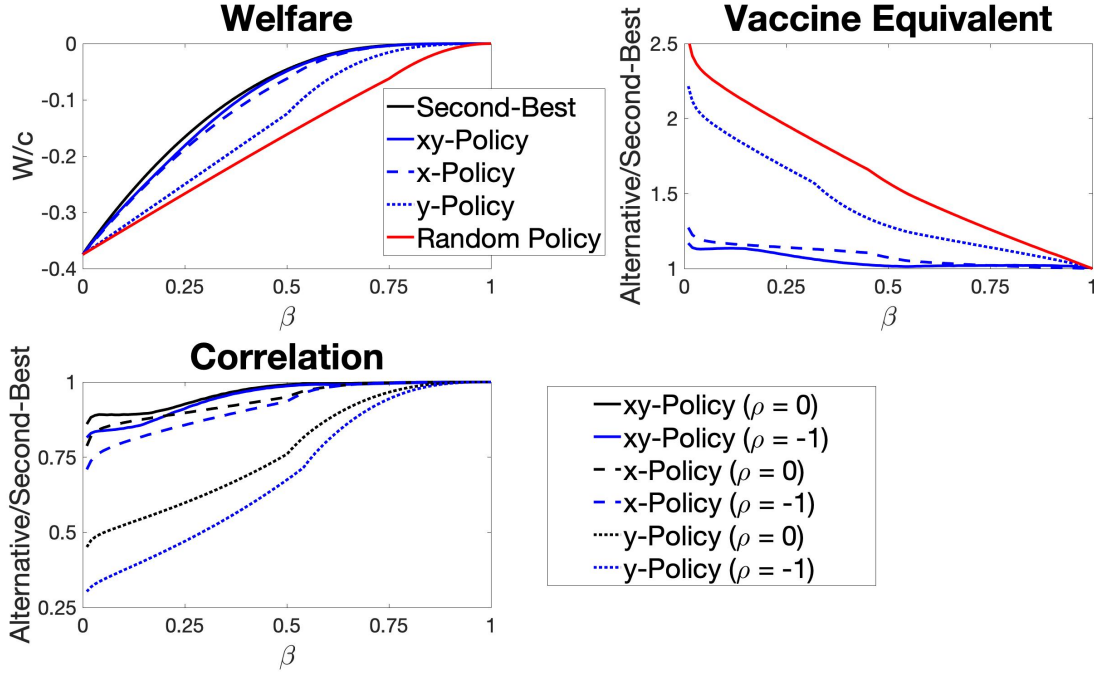 Welfare
0
-0.1
-0.2
-0.3
-0.4
W/c
0
0.25
0.5
0.75
1
β
Second-Best
xy-Policy
x-Policy
y-Policy
Random Policy
Vaccine Equivalent
2.5
2
1.5
1
Alternative/Second-Best
0
0.25
0.5
0.75
1
β
Correlation
1
0.75
0.5
0.25
Alternative/Second-Best
0
0.25
0.5
0.75
1
β
xy-Policy (ρ = 0)
xy-Policy (ρ = -1)
x-Policy (ρ = 0)
x-Policy (ρ = -1)
y-Policy (ρ = 0)
y-Policy (ρ = -1)